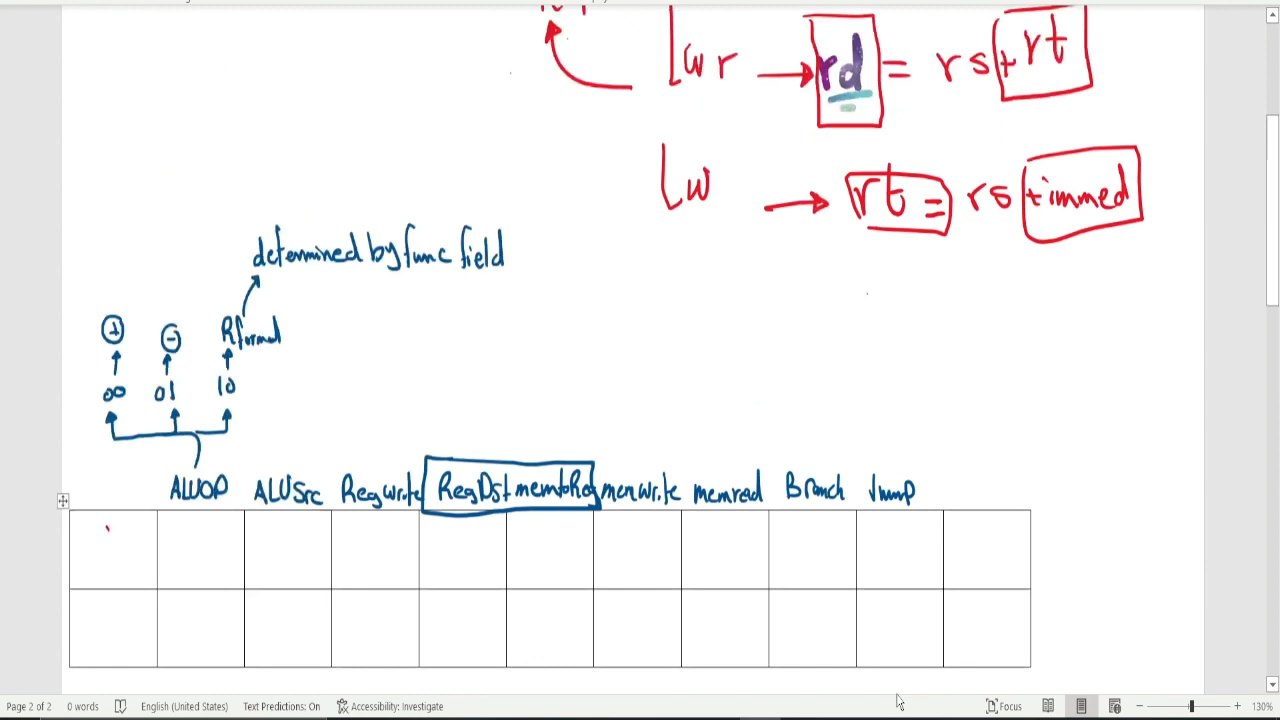 Lwr → rd = rs + rt
Lw → rt = rs + immed
determined by func field
+ - Rformat
00 01 10
ALUOP ALUSrc RegWrite RegDst memtoReg memWrite memread Branch Jump
Page 2 of 2 0 words English (United States) Text Predictions: On Accessibility: Investigate Focus 130%